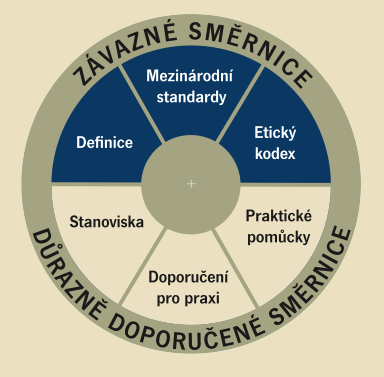 ZÁVAZNÉ SMĚRNICE
Mezinárodní
standardy
Definice
Etický
kodex
Stanoviska
Praktické
pomůcky
Doporučení
pro praxi
DŮRAZNĚ DOPORUČENÉ SMĚRNICE